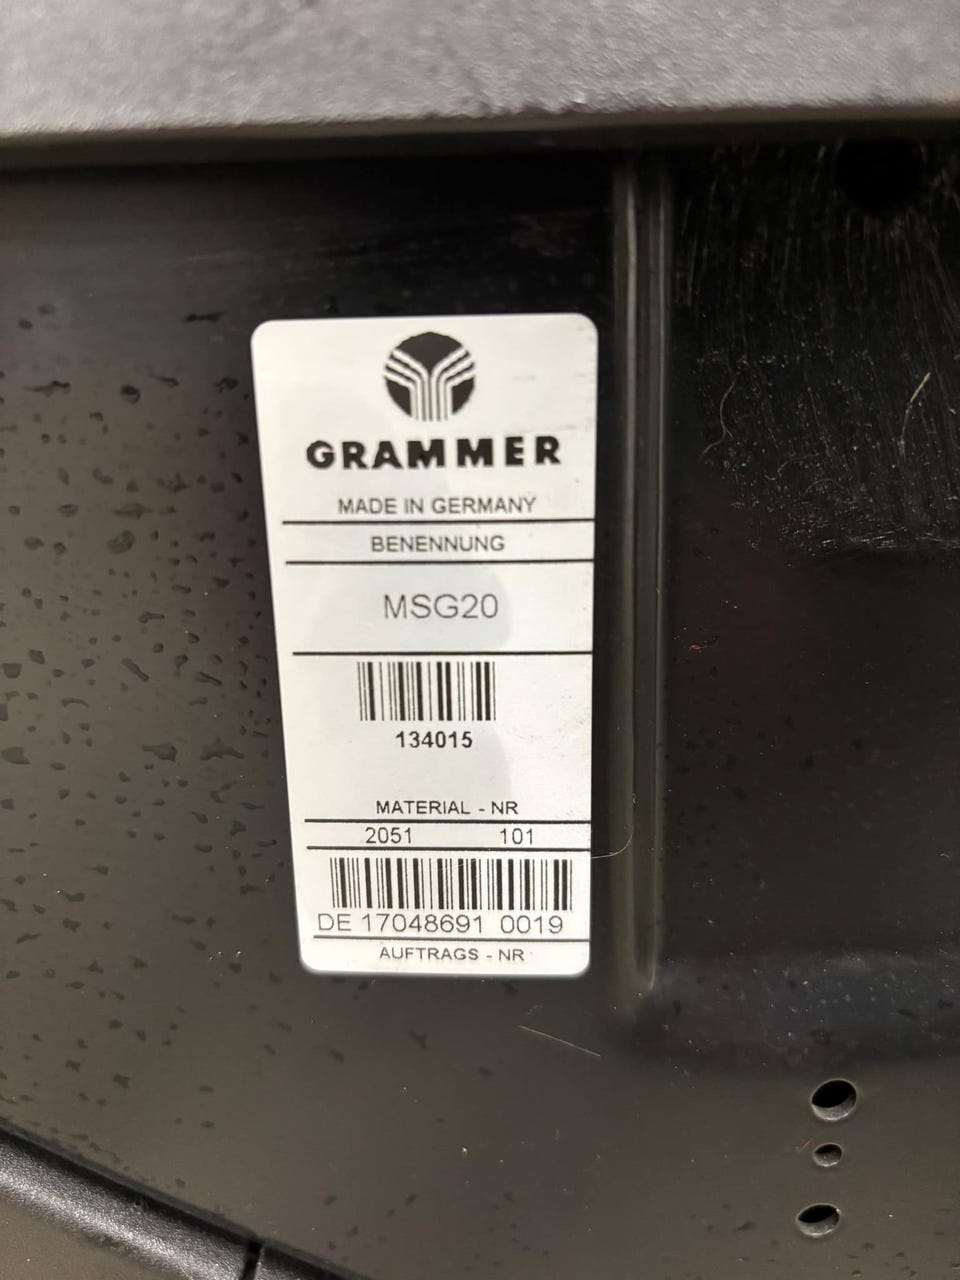 GRAMMER
MADE IN GERMANY
BENENNUNG
MSG20
134015
MATERIAL - NR
2051 101
DE 17048691 0019
AUFTRAGS - NR